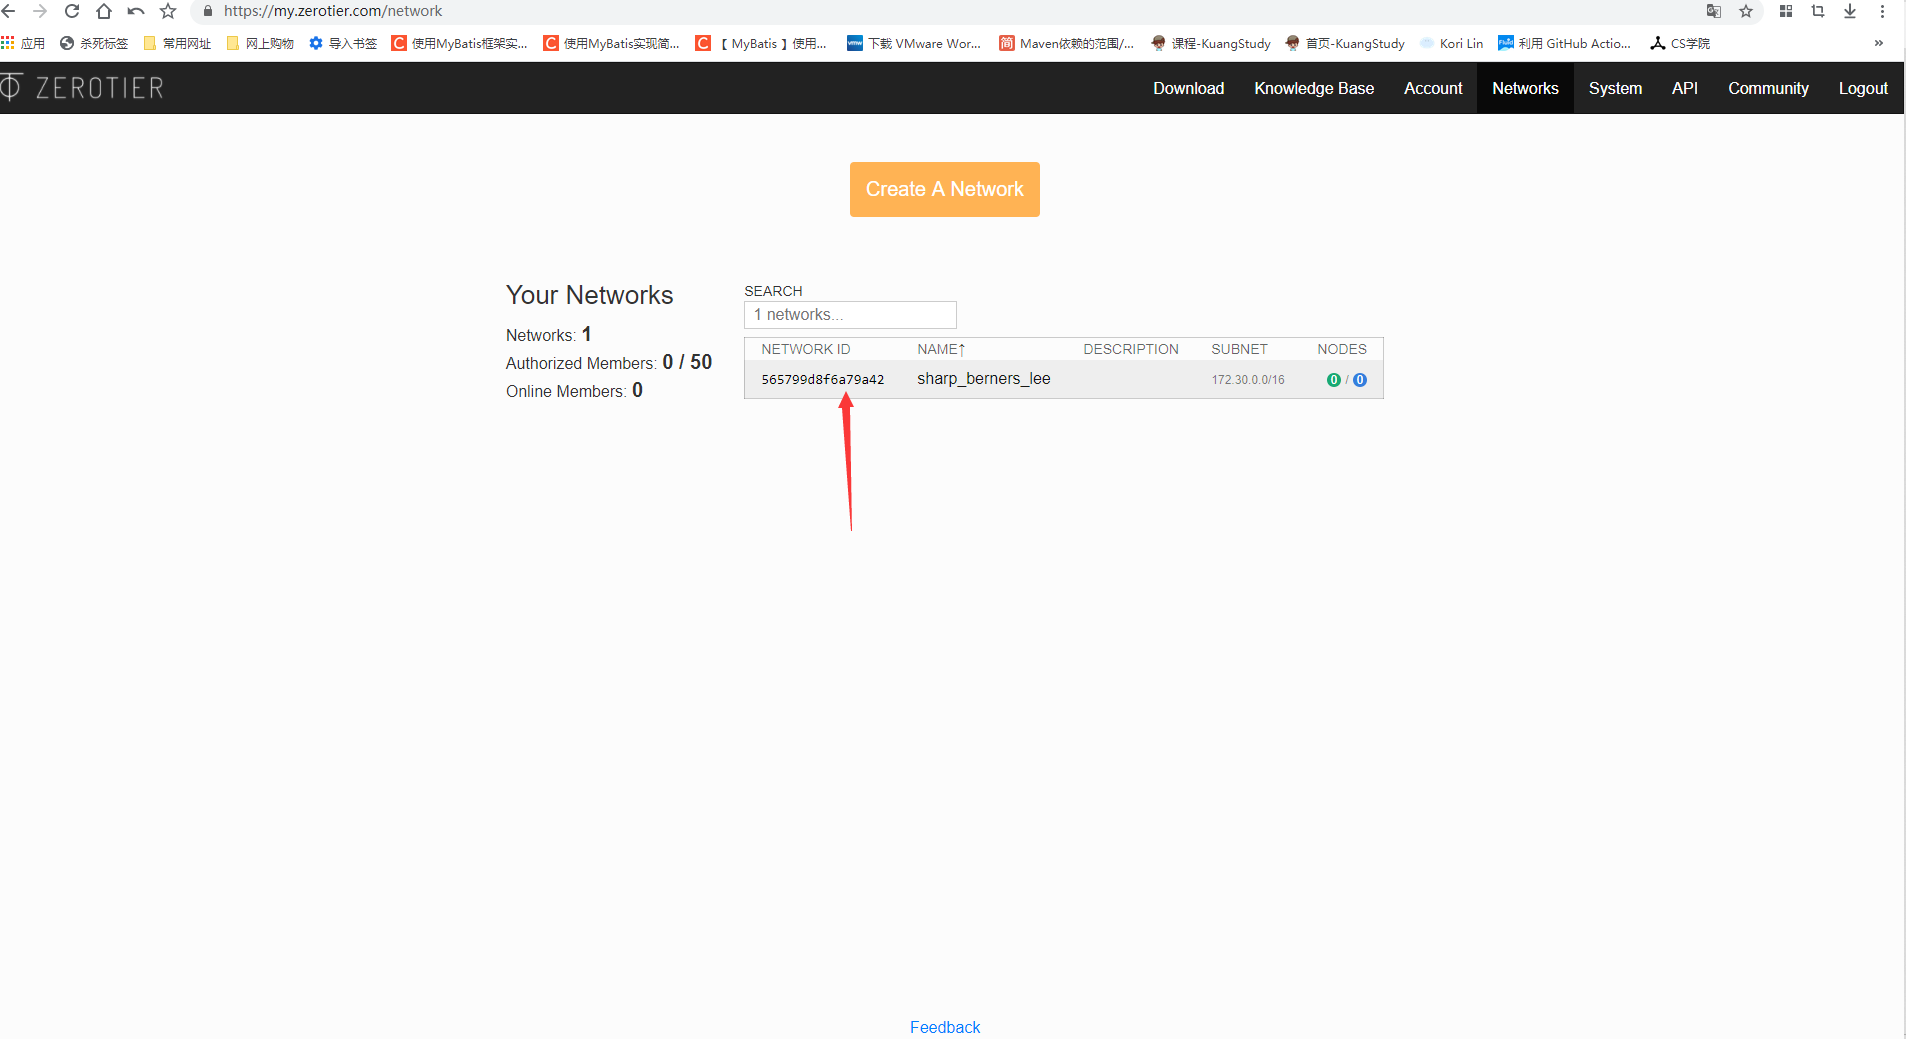 https://my.zerotier.com/network
应用 杀死标签 常用网址 网上购物 导入书签 使用MyBatis框架实... 使用MyBatis实现简... 【 MyBatis 】使用... 下载 VMware Wor... Maven依赖的范围/... 课程-KuangStudy 首页-KuangStudy Kori Lin 利用 GitHub Actio... CS学院 »
ZEROTIER Download Knowledge Base Account Networks System API Community Logout
Create A Network
Your Networks
Networks: 1
Authorized Members: 0 / 50
Online Members: 0
SEARCH
1 networks...
NETWORK ID NAME↑ DESCRIPTION SUBNET NODES
565799d8f6a79a42 sharp_berners_lee 172.30.0.0/16 0 / 0
Feedback